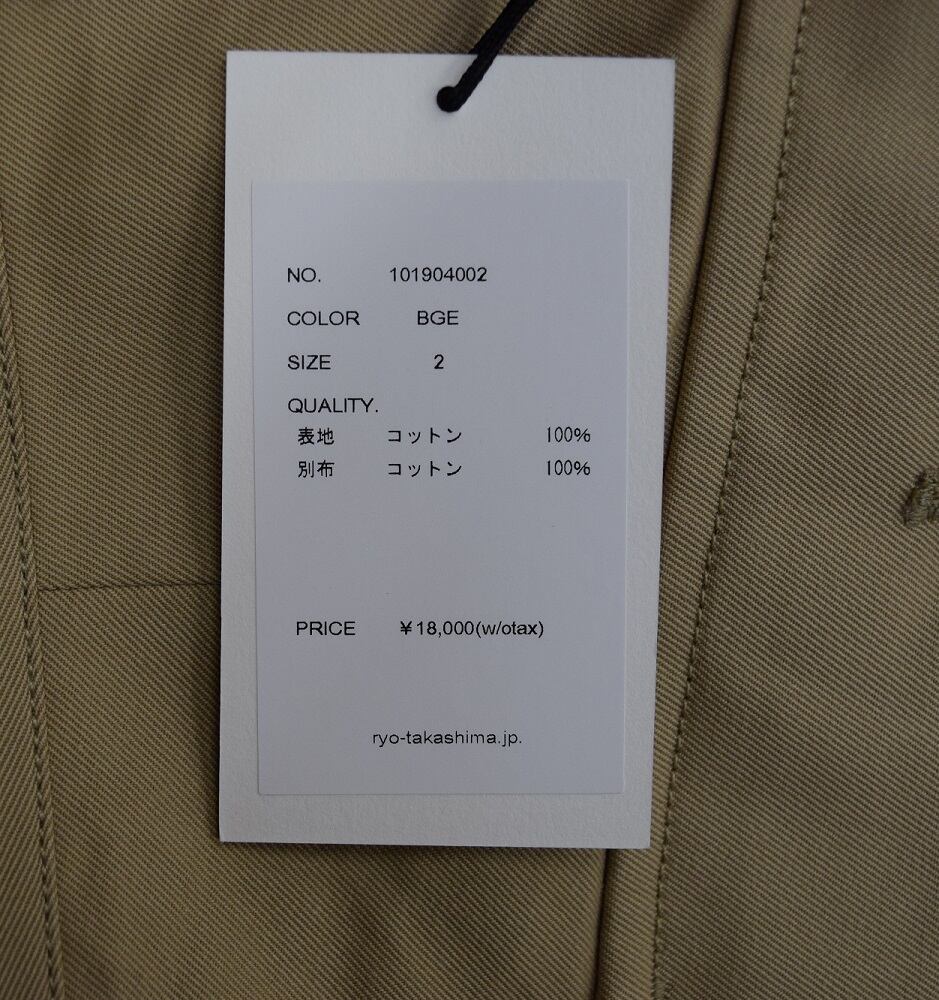 NO. 101904002
COLOR BGE
SIZE 2
QUALITY.
表地 コットン 100%
別布 コットン 100%
PRICE ¥18,000(w/otax)
ryo-takashima.jp.